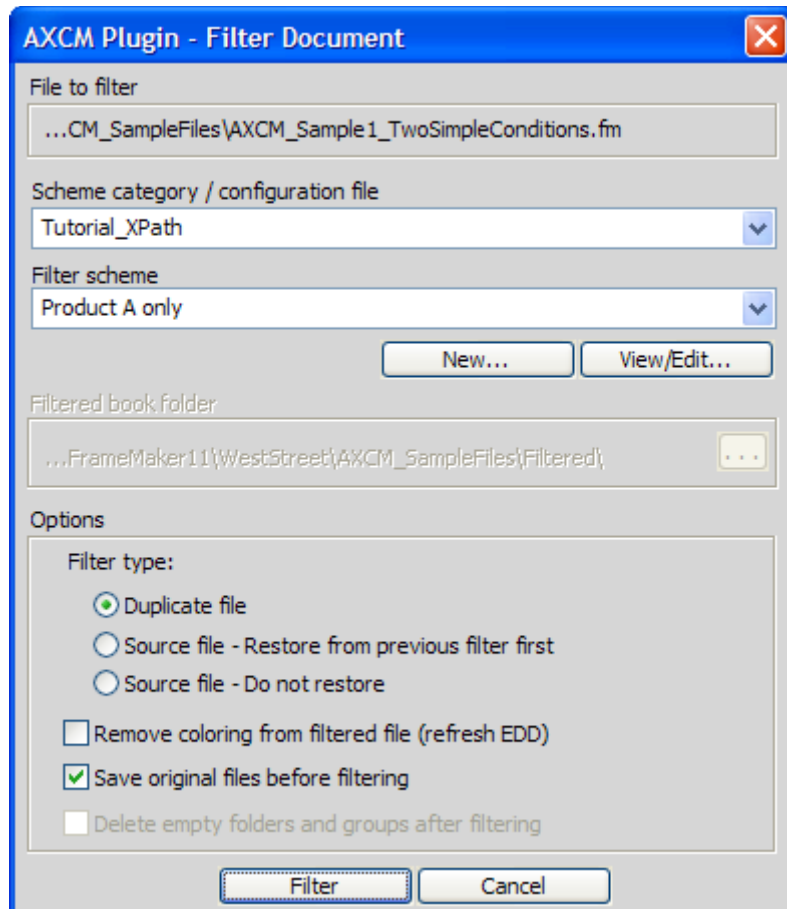 AXCM Plugin - Filter Document
File to filter
...CM_SampleFiles\AXCM_Sample1_TwoSimpleConditions.fm
Scheme category / configuration file
Tutorial_XPath
Filter scheme
Product A only
New...
View/Edit...
Filtered book folder
...FrameMaker11\WestStreet\AXCM_SampleFiles\Filtered\
...
Options
Filter type:
Duplicate file
Source file - Restore from previous filter first
Source file - Do not restore
Remove coloring from filtered file (refresh EDD)
Save original files before filtering
Delete empty folders and groups after filtering
Filter
Cancel